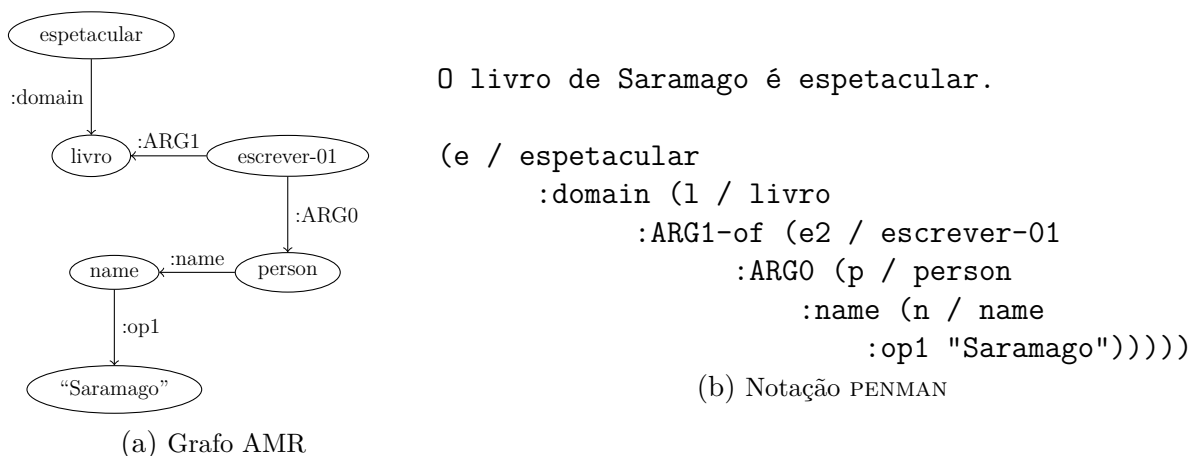 espetacular
:domain
livro
:ARG1
escrever-01
:ARG0
name
:name
person
:op1
“Saramago”
(a) Grafo AMR
O livro de Saramago é espetacular.
(e / espetacular
:domain (l / livro
:ARG1-of (e2 / escrever-01
:ARG0 (p / person
:name (n / name
:op1 "Saramago")))))
(b) Notação PENMAN